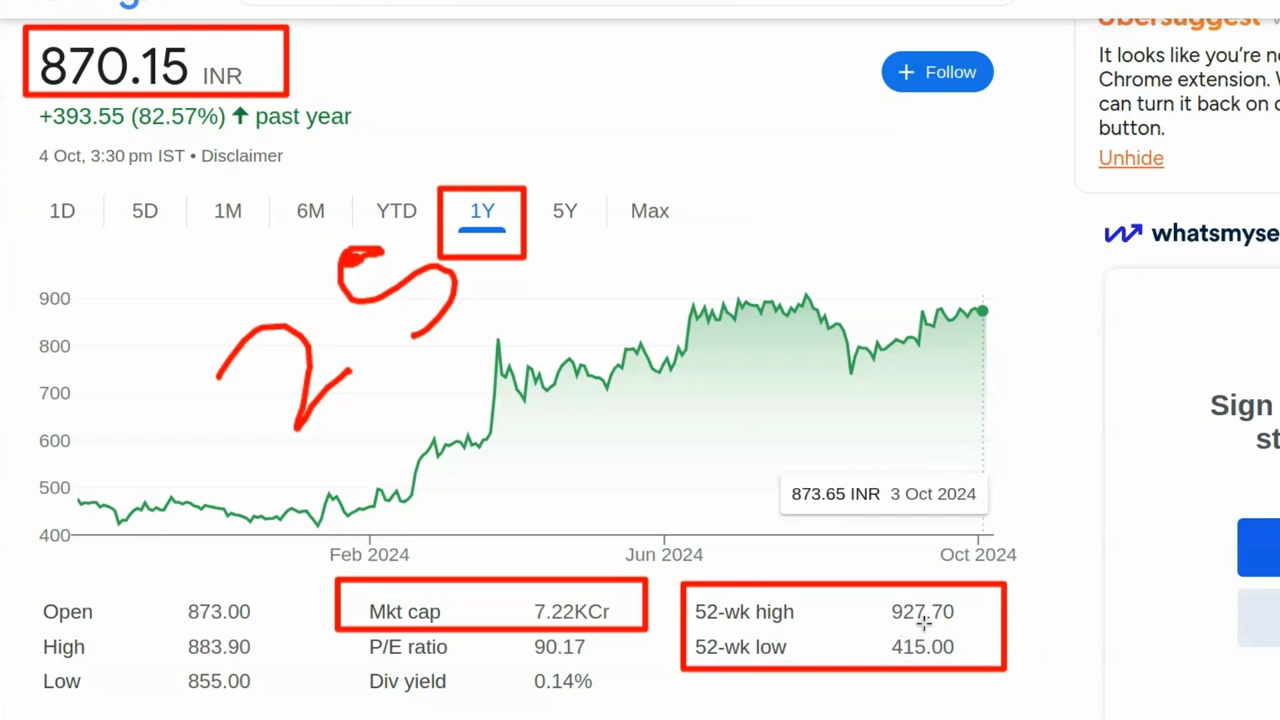 870.15 INR
+ Follow
+393.55 (82.57%) ↑ past year
4 Oct, 3:30 pm IST • Disclaimer
1D 5D 1M 6M YTD 1Y 5Y Max
25
900
800
700
600
500
400
873.65 INR 3 Oct 2024
Feb 2024 Jun 2024 Oct 2024
Open 873.00 Mkt cap 7.22KCr 52-wk high 927.70
High 883.90 P/E ratio 90.17 52-wk low 415.00
Low 855.00 Div yield 0.14%
Ubersuggest
It looks like you're n
Chrome extension.
can turn it back on
button.
Unhide
whatsmyse
Sign
st